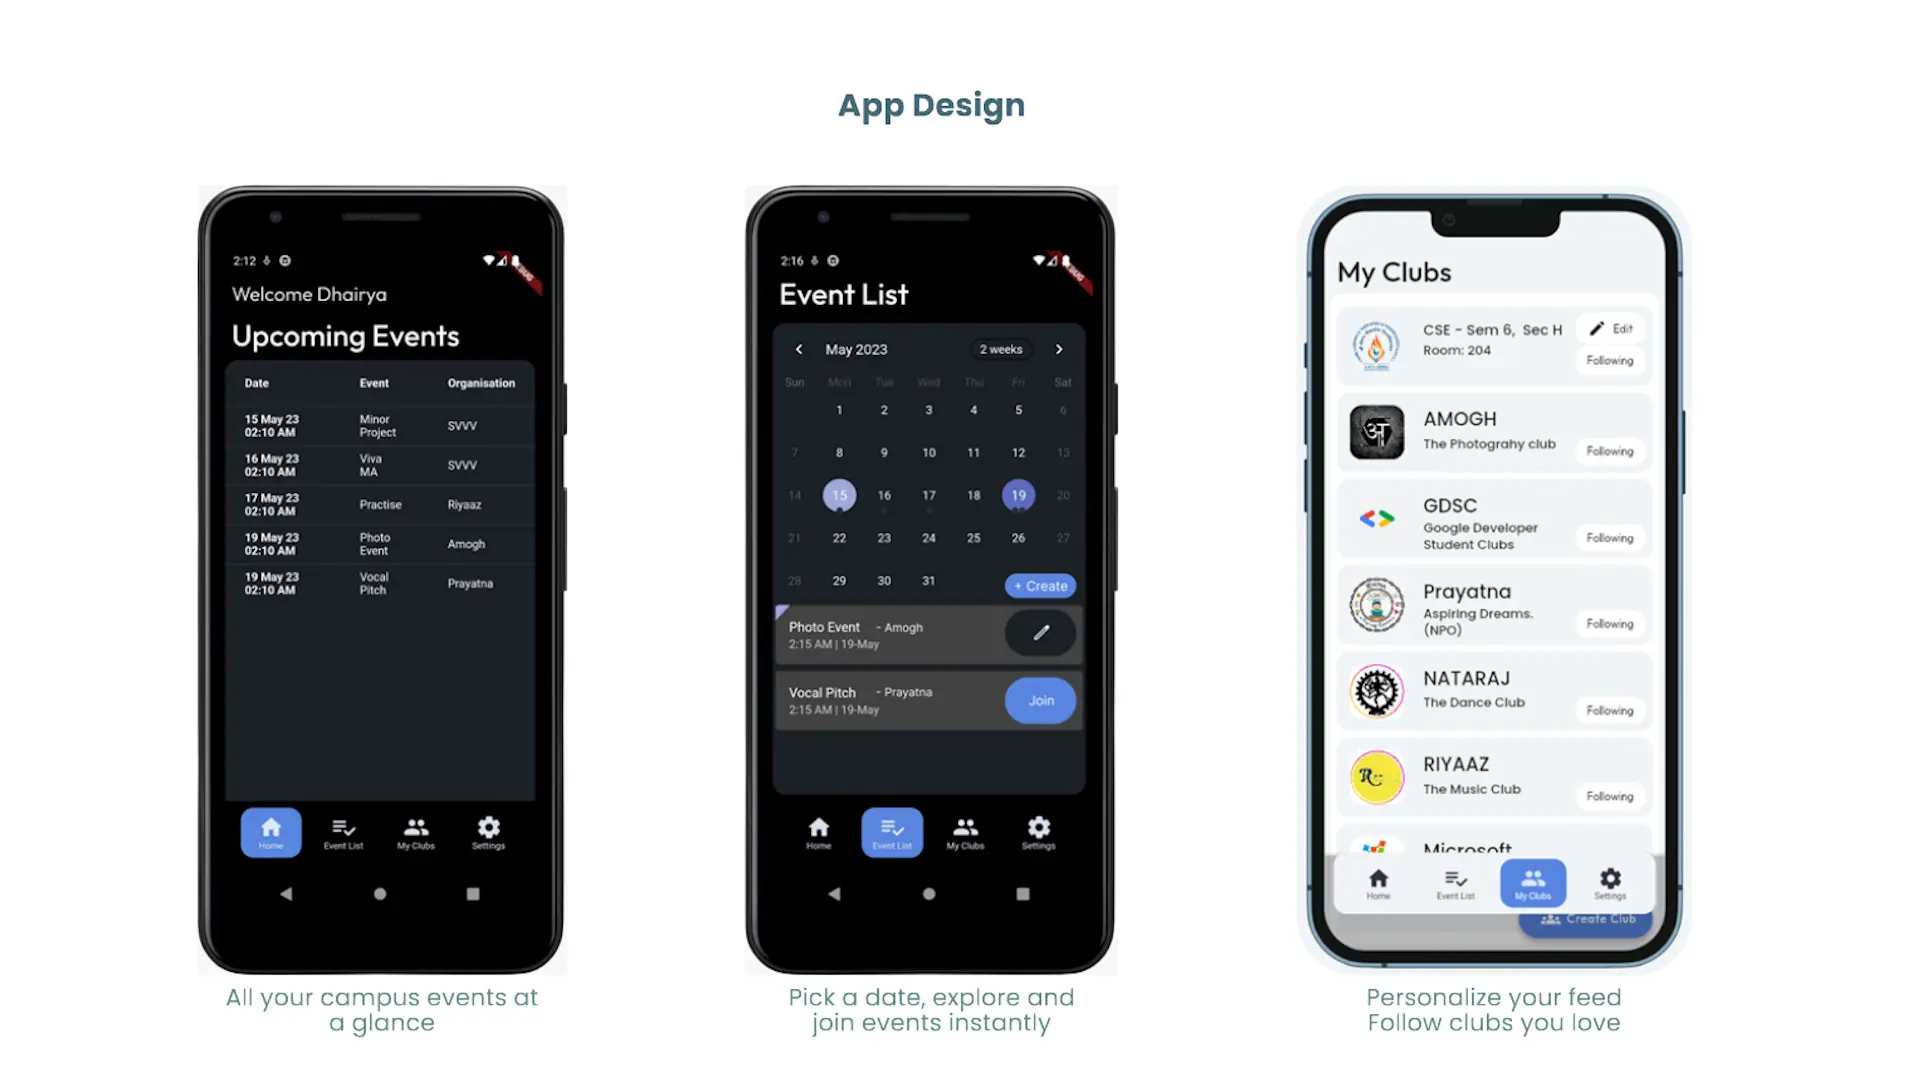 App Design
2:12
BUG
Welcome Dhairya
Upcoming Events
Date Event Organisation
15 May 23
02:10 AM
Minor
Project
SVVV
16 May 23
02:10 AM
Viva
MA
SVVV
17 May 23
02:10 AM
Practise
Riyaaz
19 May 23
02:10 AM
Photo
Event
Amogh
19 May 23
02:10 AM
Vocal
Pitch
Prayatna
Home Event List My Clubs Settings
All your campus events at
a glance
2:16
BUG
Event List
May 2023 2 weeks
Sun Mon Tue Wed Thu Fri Sat
1 2 3 4 5 6
7 8 9 10 11 12 13
14 15 16 17 18 19 20
21 22 23 24 25 26 27
28 29 30 31
+ Create
Photo Event - Amogh
2:15 AM | 19-May
Vocal Pitch - Prayatna
2:15 AM | 19-May
Join
Home Event List My Clubs Settings
Pick a date, explore and
join events instantly
My Clubs
CSE - Sem 6, Sec H
Room: 204
Edit
Following
अ
AMOGH
The Photograhy club
Following
GDSC
Google Developer
Student Clubs
Following
Prayatna
Aspiring Dreams.
(NPO)
Following
NATARAJ
The Dance Club
Following
RIYAAZ
The Music Club
Following
Microsoft
Home Event List My Clubs Settings
Create Club
Personalize your feed
Follow clubs you love